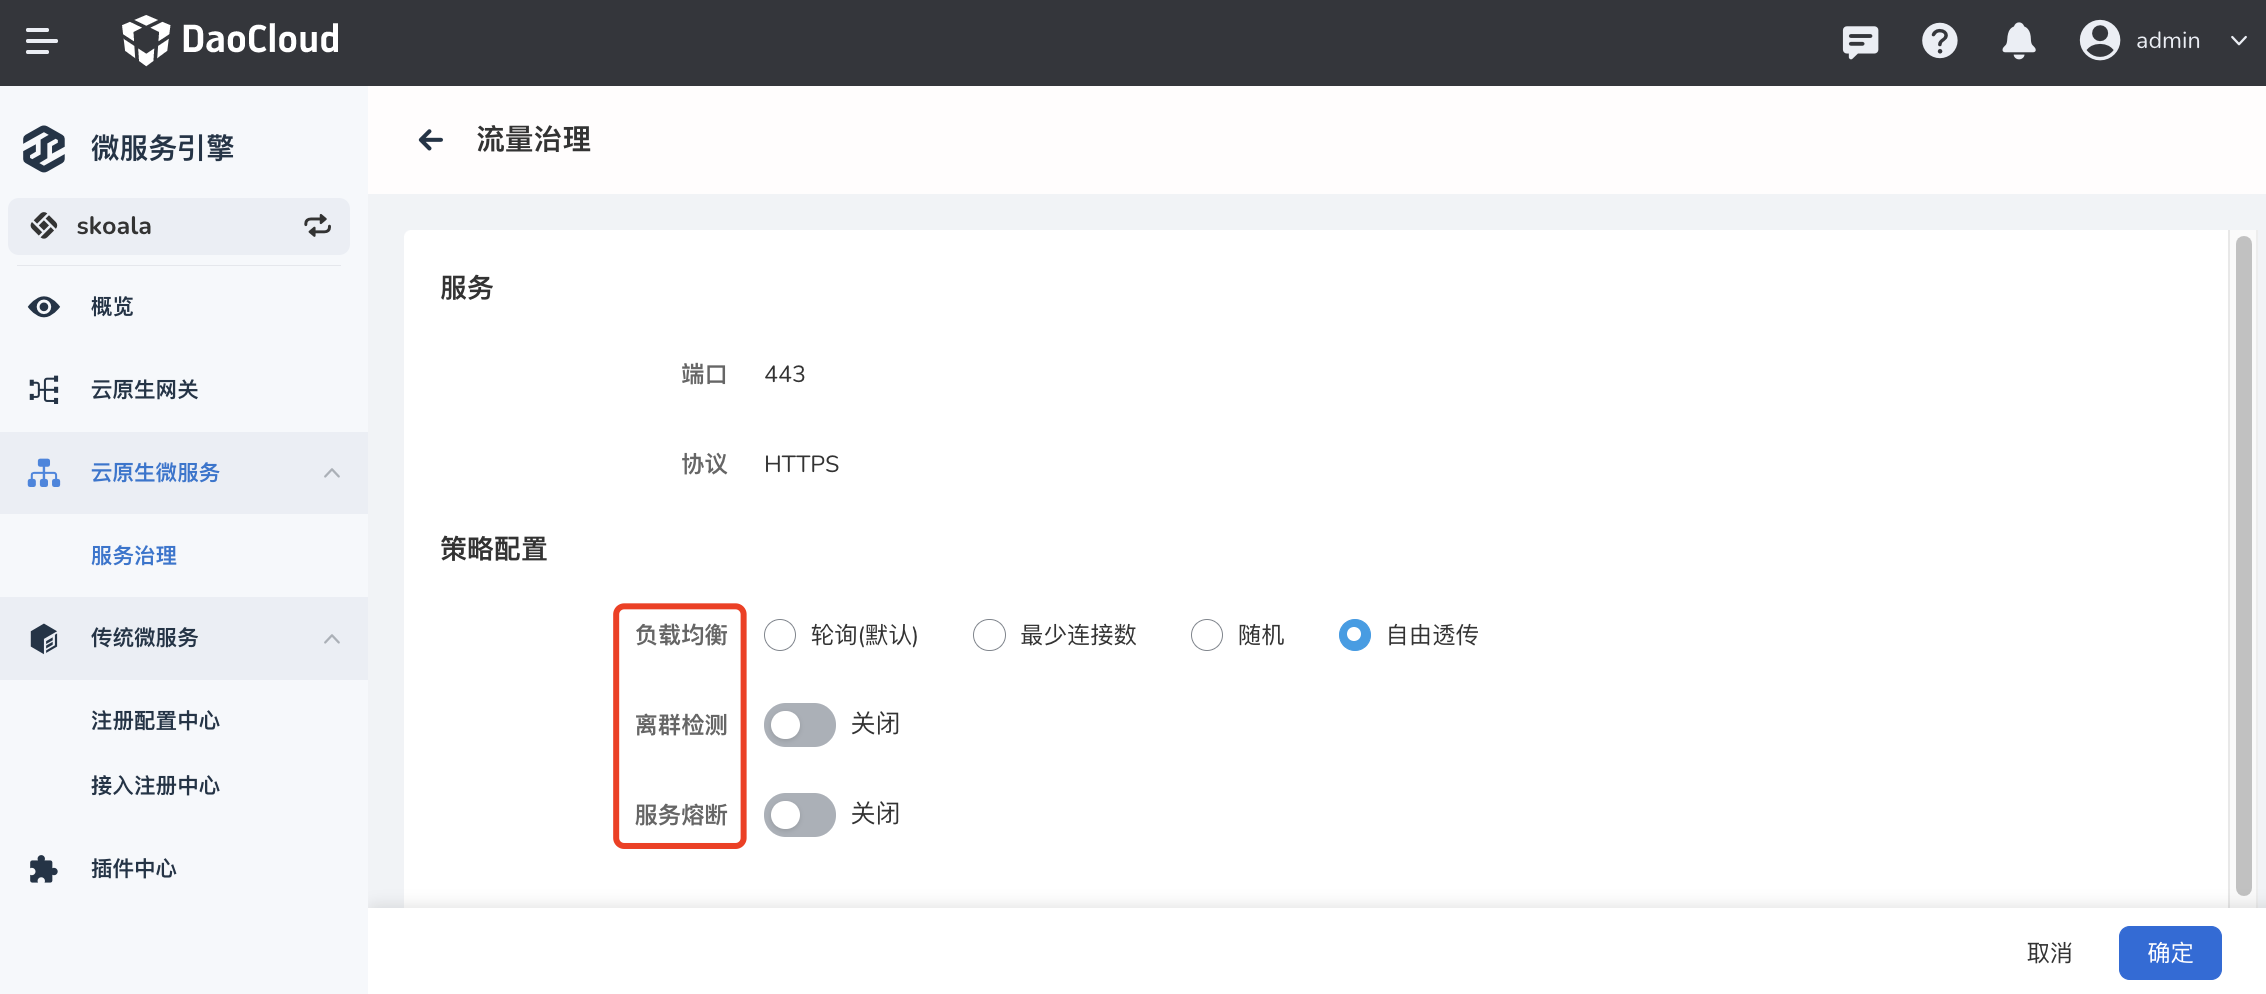 DaoCloud
admin
微服务引擎
skoala
概览
云原生网关
云原生微服务
服务治理
传统微服务
注册配置中心
接入注册中心
插件中心
流量治理
服务
端口 443
协议 HTTPS
策略配置
负载均衡 轮询(默认) 最少连接数 随机 自由透传
离群检测 关闭
服务熔断 关闭
取消 确定